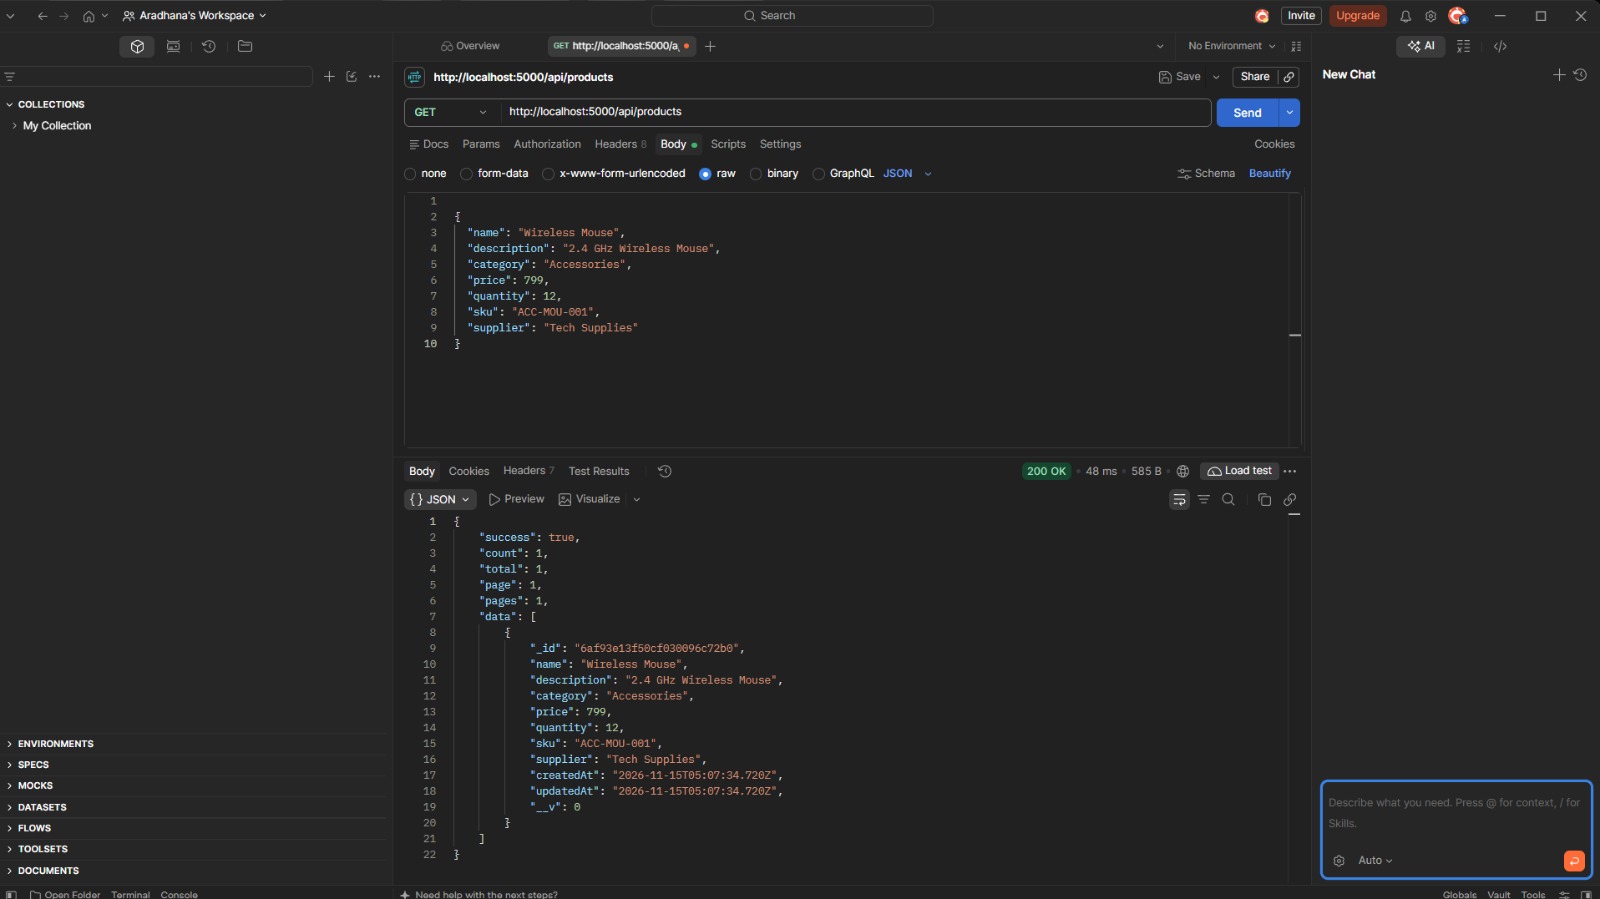 Aradhana's Workspace
Search
Invite
Upgrade
Overview
GET http://localhost:5000/a
No Environment
AI
http://localhost:5000/api/products
Save
Share
New Chat
COLLECTIONS
My Collection
GET
http://localhost:5000/api/products
Send
Docs
Params
Authorization
Headers 8
Body
Scripts
Settings
Cookies
none
form-data
x-www-form-urlencoded
raw
binary
GraphQL
JSON
Schema
Beautify
1
2 {
3 "name": "Wireless Mouse",
4 "description": "2.4 GHz Wireless Mouse",
5 "category": "Accessories",
6 "price": 799,
7 "quantity": 12,
8 "sku": "ACC-MOU-001",
9 "supplier": "Tech Supplies"
10 }
Body
Cookies
Headers 7
Test Results
200 OK
48 ms
585 B
Load test
{} JSON
Preview
Visualize
1 {
2 "success": true,
3 "count": 1,
4 "total": 1,
5 "page": 1,
6 "pages": 1,
7 "data": [
8 {
9 "_id": "6af93e13f50cf030096c72b0",
10 "name": "Wireless Mouse",
11 "description": "2.4 GHz Wireless Mouse",
12 "category": "Accessories",
13 "price": 799,
14 "quantity": 12,
15 "sku": "ACC-MOU-001",
16 "supplier": "Tech Supplies",
17 "createdAt": "2026-11-15T05:07:34.720Z",
18 "updatedAt": "2026-11-15T05:07:34.720Z",
19 "__v": 0
20 }
21 ]
22 }
ENVIRONMENTS
SPECS
MOCKS
DATASETS
FLOWS
TOOLSETS
DOCUMENTS
Describe what you need. Press @ for context, / for
Skills.
Auto
Open Folder
Terminal
Console
Need help with the next steps?
Globals
Vault
Tools